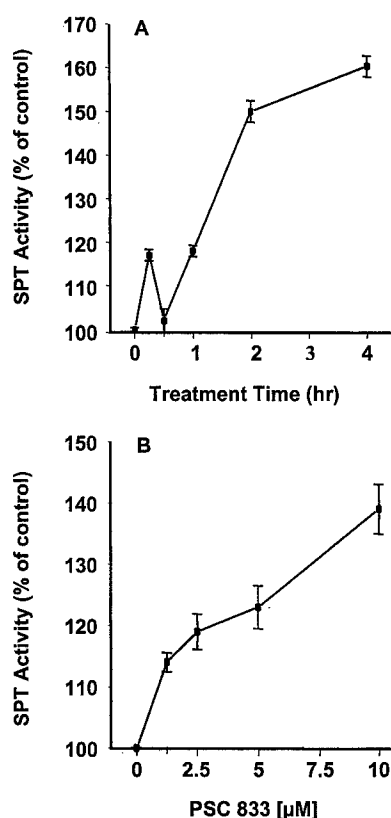 A
170
160
150
140
130
120
110
100
SPT Activity (% of control)
0 1 2 3 4
Treatment Time (hr)
B
150
140
130
120
110
100
SPT Activity (% of control)
0 2.5 5 7.5 10
PSC 833 [µM]